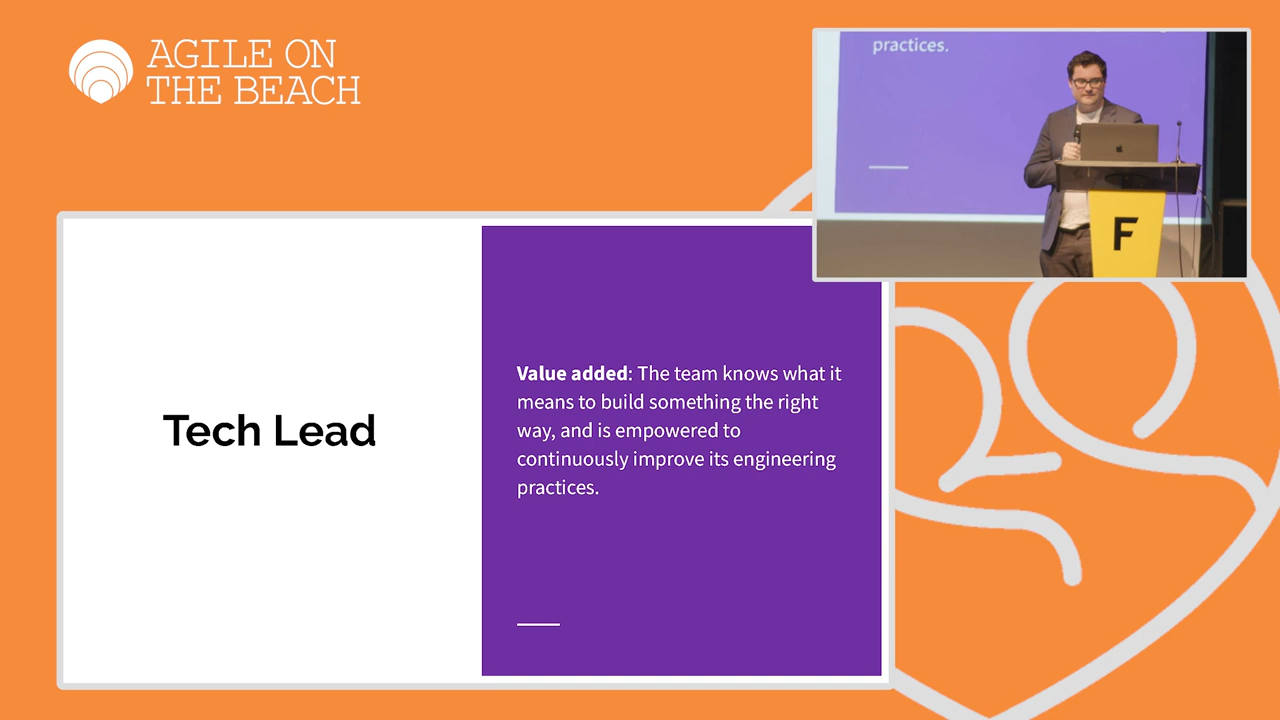 AGILE ON
THE BEACH
practices.
F
Tech Lead
Value added: The team knows what it
means to build something the right
way, and is empowered to
continuously improve its engineering
practices.